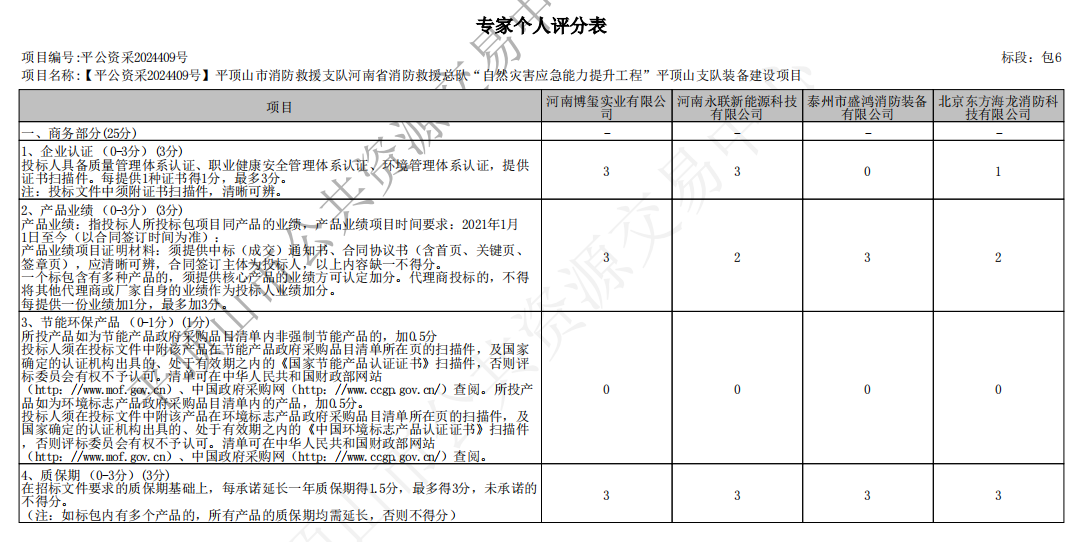 专家个人评分表
项目编号:平公资采2024409号
标段：包6
项目名称:【平公资采2024409号】平顶山市消防救援支队河南省消防救援总队“自然灾害应急能力提升工程”平顶山支队装备建设项目
项目
河南博玺实业有限公
司
河南永联新能源科技
有限公司
泰州市盛鸿消防装备
有限公司
北京东方海龙消防科
技有限公司
一、商务部分(25分)
－ － － －
1、企业认证（0-3分）(3分)
投标人具备质量管理体系认证、职业健康安全管理体系认证、环境管理体系认证，提供
证书扫描件。每提供1种证书得1分，最多3分。
注：投标文件中须附证书扫描件，清晰可辨。
3 3 0 1
2、产品业绩（0-3分）(3分)
产品业绩：指投标人所投标包项目同产品的业绩，产品业绩项目时间要求：2021年1月
1日至今（以合同签订时间为准）：
产品业绩项目证明材料：须提供中标（成交）通知书、合同协议书（含首页、关键页、
签章页），应清晰可辨，合同签订主体为投标人，以上内容缺一不得分。
一个标包含有多种产品的，须提供核心产品的业绩方可认定加分。代理商投标的，不得
将其他代理商或厂家自身的业绩作为投标人业绩加分。
每提供一份业绩加1分，最多加3分。
3 2 3 2
3、节能环保产品（0-1分）(1分)
所投产品如为节能产品政府采购品目清单内非强制节能产品的，加0.5分
投标人须在投标文件中附该产品在节能产品政府采购品目清单所在页的扫描件，及国家
确定的认证机构出具的、处于有效期之内的《国家节能产品认证证书》扫描件，否则评
标委员会有权不予认可。清单可在中华人民共和国财政部网站
（http：//www.mof.gov.cn）、中国政府采购网（http：//www.ccgp.gov.cn/）查阅。所投产
品如为环境标志产品政府采购品目清单内的产品，加0.5分。
投标人须在投标文件中附该产品在环境标志产品政府采购品目清单所在页的扫描件，及
国家确定的认证机构出具的、处于有效期之内的《中国环境标志产品认证证书》扫描件
，否则评标委员会有权不予认可。清单可在中华人民共和国财政部网站
（http：//www.mof.gov.cn）、中国政府采购网（http：//www.ccgp.gov.cn/）查阅。
0 0 0 0
4、质保期（0-3分）(3分)
在招标文件要求的质保期基础上，每承诺延长一年质保期得1.5分，最多得3分，未承诺的
不得分。
（注：如标包内有多个产品的，所有产品的质保期均需延长，否则不得分）
3 3 3 3
平顶山市公共资源交易中